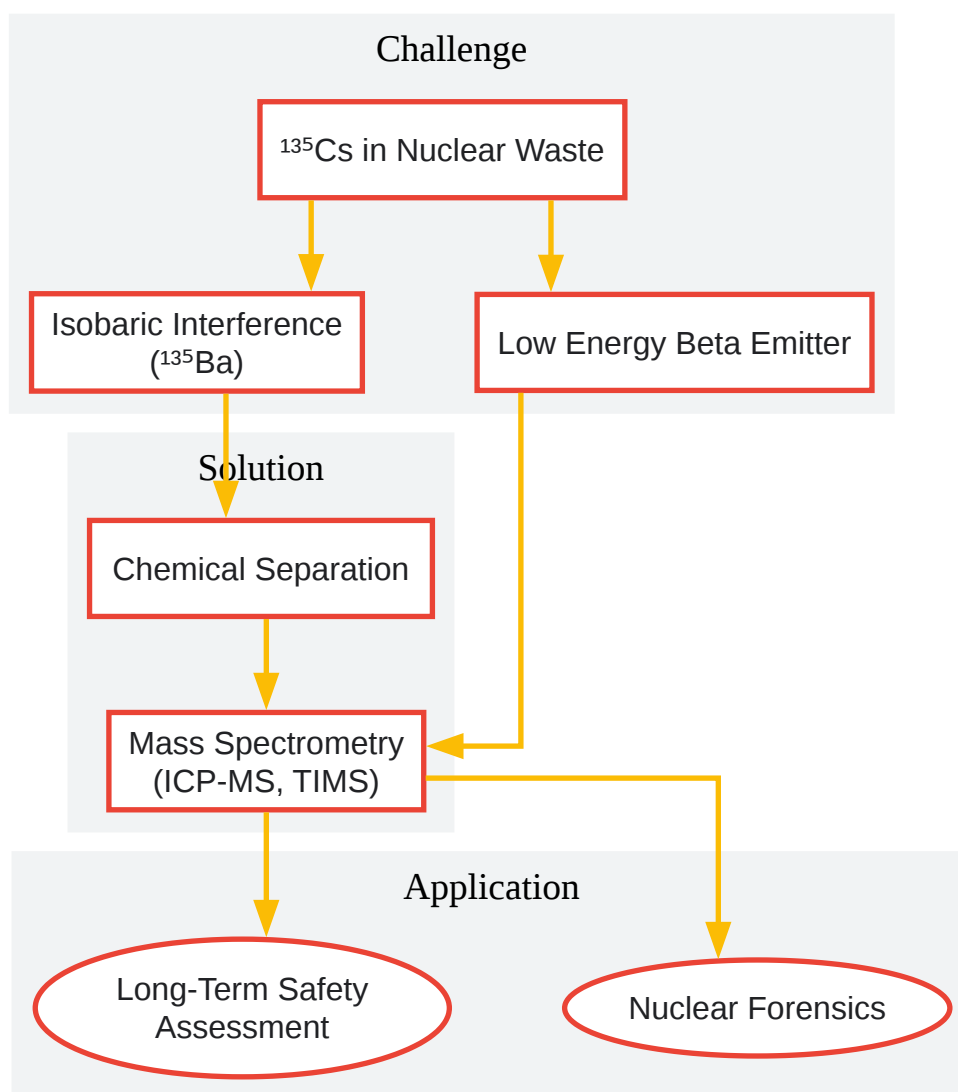 Challenge
¹³⁵Cs in Nuclear Waste
Isobaric Interference
(¹³⁵Ba)
Low Energy Beta Emitter
Solution
Chemical Separation
Mass Spectrometry
(ICP-MS, TIMS)
Application
Long-Term Safety
Assessment
Nuclear Forensics